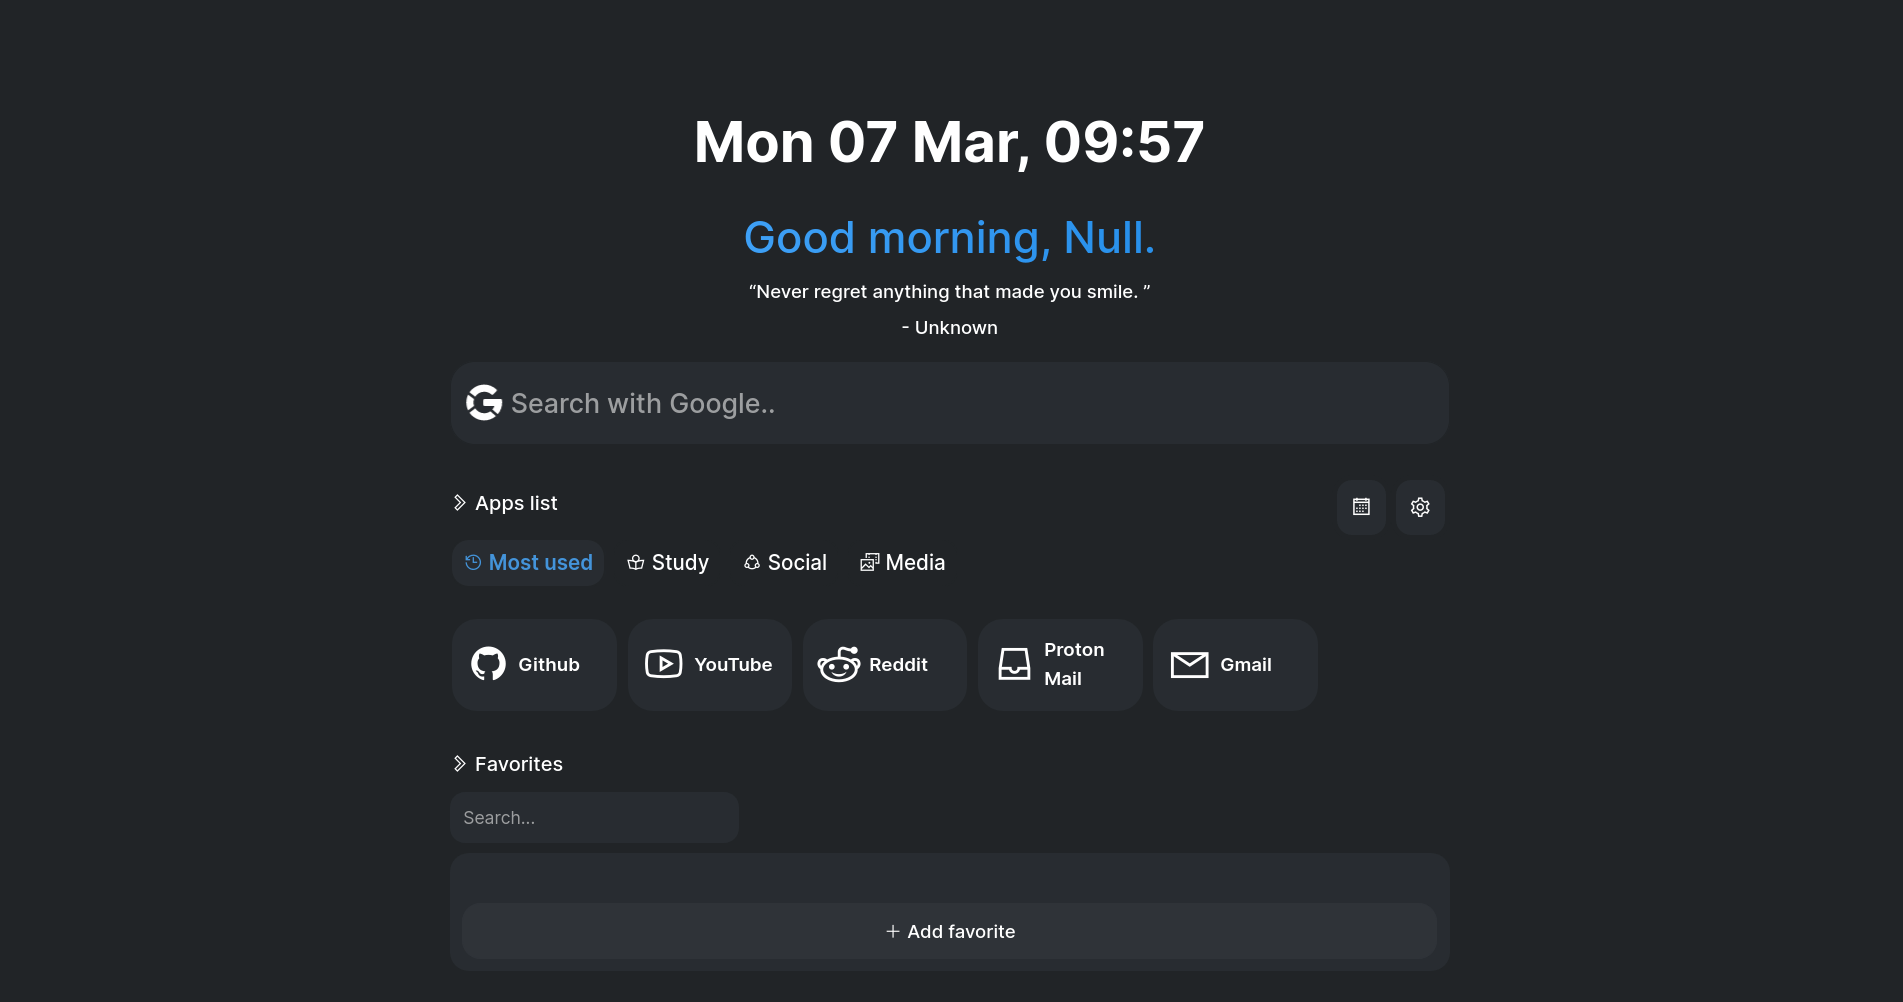 Mon 07 Mar, 09:57
Good morning, Null.
“Never regret anything that made you smile. ”
- Unknown
Search with Google..
Apps list
Most used Study Social Media
Github YouTube Reddit Proton Mail Gmail
Favorites
Search...
+ Add favorite